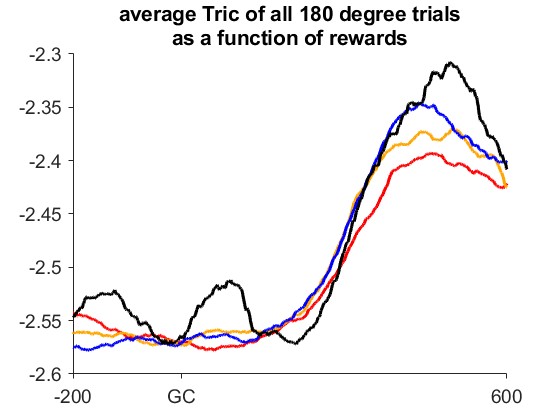 average Tric of all 180 degree trials
as a function of rewards
-2.3
-2.35
-2.4
-2.45
-2.5
-2.55
-2.6
-200 GC 600